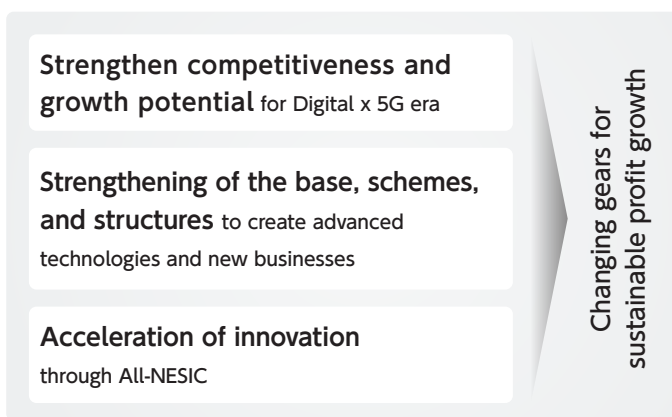 Strengthen competitiveness and
growth potential for Digital x 5G era
Strengthening of the base, schemes,
and structures to create advanced
technologies and new businesses
Acceleration of innovation
through All-NESIC
Changing gears for
sustainable profit growth